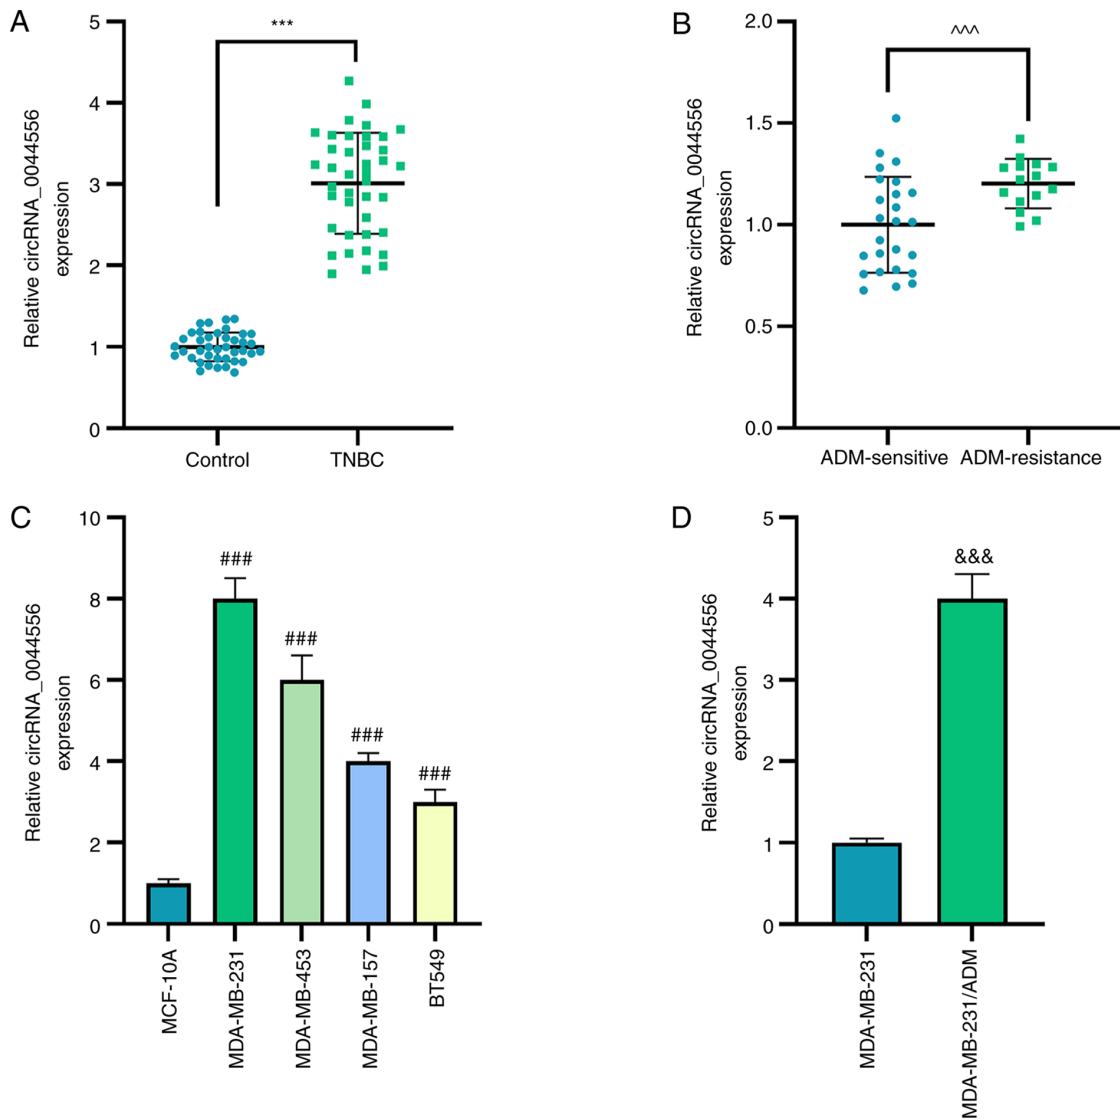 A
Relative circRNA_0044556
expression
5
4
3
2
1
0
***
Control
TNBC
B
Relative circRNA_0044556
expression
2.0
1.5
1.0
0.5
0.0
^^^
ADM-sensitive
ADM-resistance
C
Relative circRNA_0044556
expression
10
8
6
4
2
0
###
###
###
###
MCF-10A
MDA-MB-231
MDA-MB-453
MDA-MB-157
BT549
D
Relative circRNA_0044556
expression
5
4
3
2
1
0
&&&
MDA-MB-231
MDA-MB-231/ADM